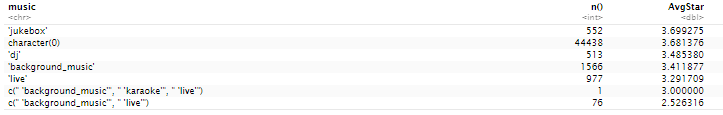 music n() AvgStar
<chr> <int> <dbl>
'jukebox' 552 3.699275
character(0) 44438 3.681376
'dj' 513 3.485380
'background_music' 1566 3.411877
'live' 977 3.291709
c(" 'background_music'", " 'karaoke'", " 'live'") 1 3.000000
c(" 'background_music'", " 'live'") 76 2.526316